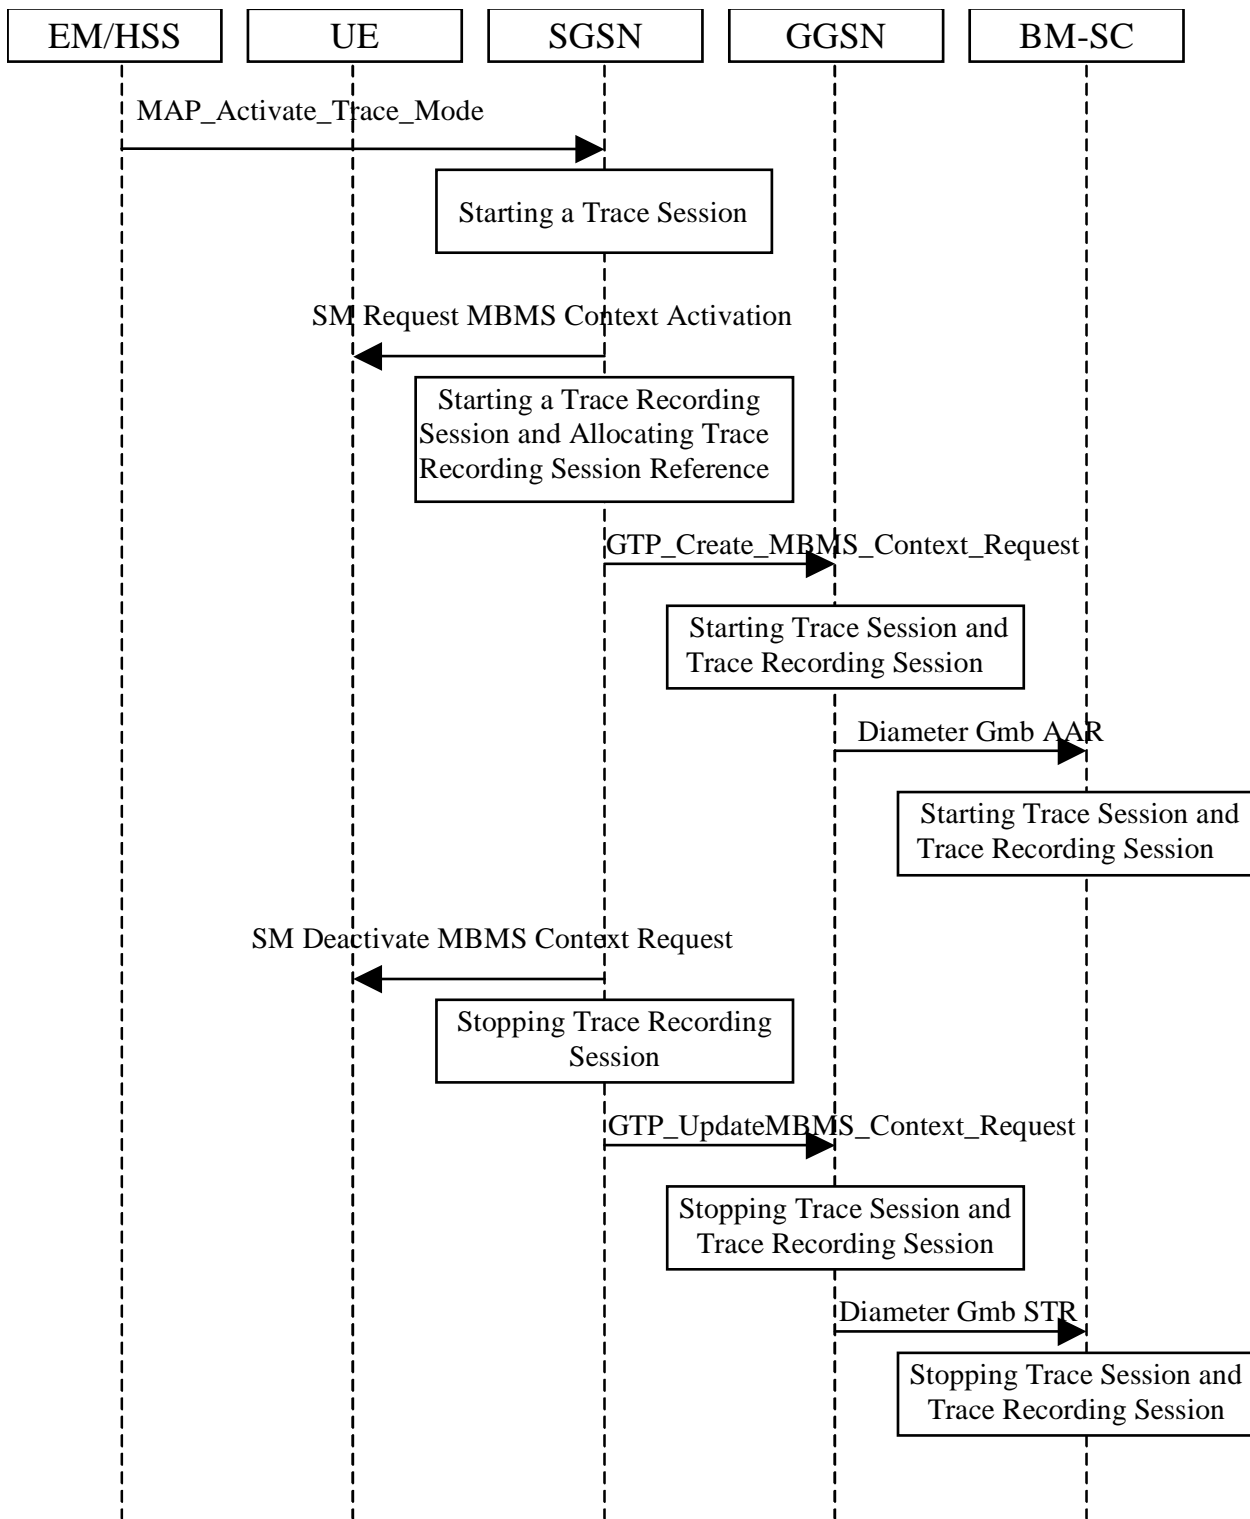 EM/HSS
UE
SGSN
GGSN
BM-SC
MAP_Activate_Trace_Mode
Starting a Trace Session
SM Request MBMS Context Activation
Starting a Trace Recording
Session and Allocating Trace
Recording Session Reference
GTP_Create_MBMS_Context_Request
Starting Trace Session and
Trace Recording Session
Diameter Gmb AAR
Starting Trace Session and
Trace Recording Session
SM Deactivate MBMS Context Request
Stopping Trace Recording
Session
GTP_UpdateMBMS_Context_Request
Stopping Trace Session and
Trace Recording Session
Diameter Gmb STR
Stopping Trace Session and
Trace Recording Session